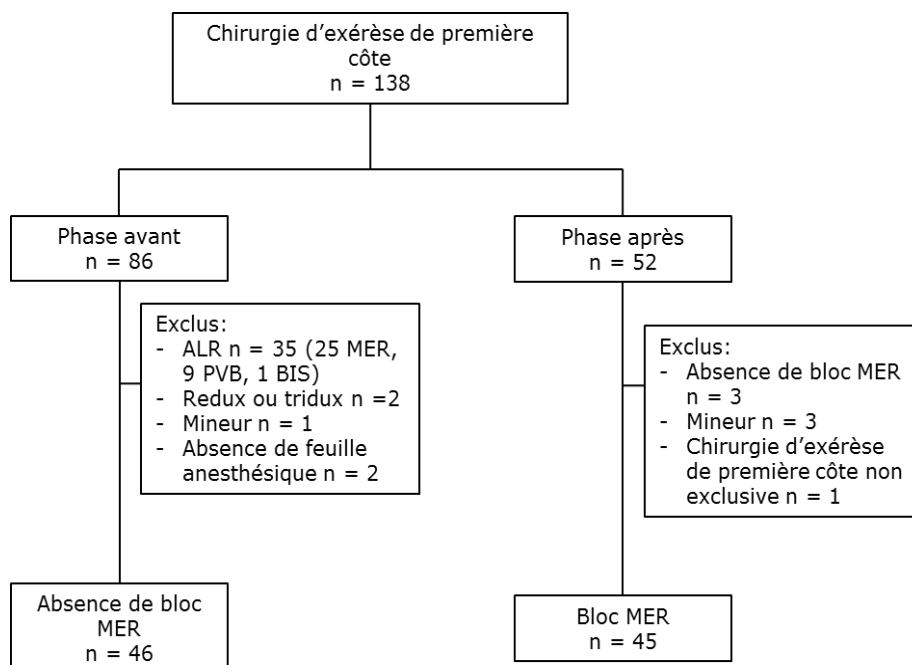 Chirurgie d’exérèse de première
côte
n = 138
Phase avant
n = 86
Phase après
n = 52
Exclus:
- ALR n = 35 (25 MER,
9 PVB, 1 BIS)
- Redux ou tridux n =2
- Mineur n = 1
- Absence de feuille
anesthésique n = 2
Exclus:
- Absence de bloc MER
n = 3
- Mineur n = 3
- Chirurgie d’exérèse
de première côte non
exclusive n = 1
Absence de bloc
MER
n = 46
Bloc MER
n = 45